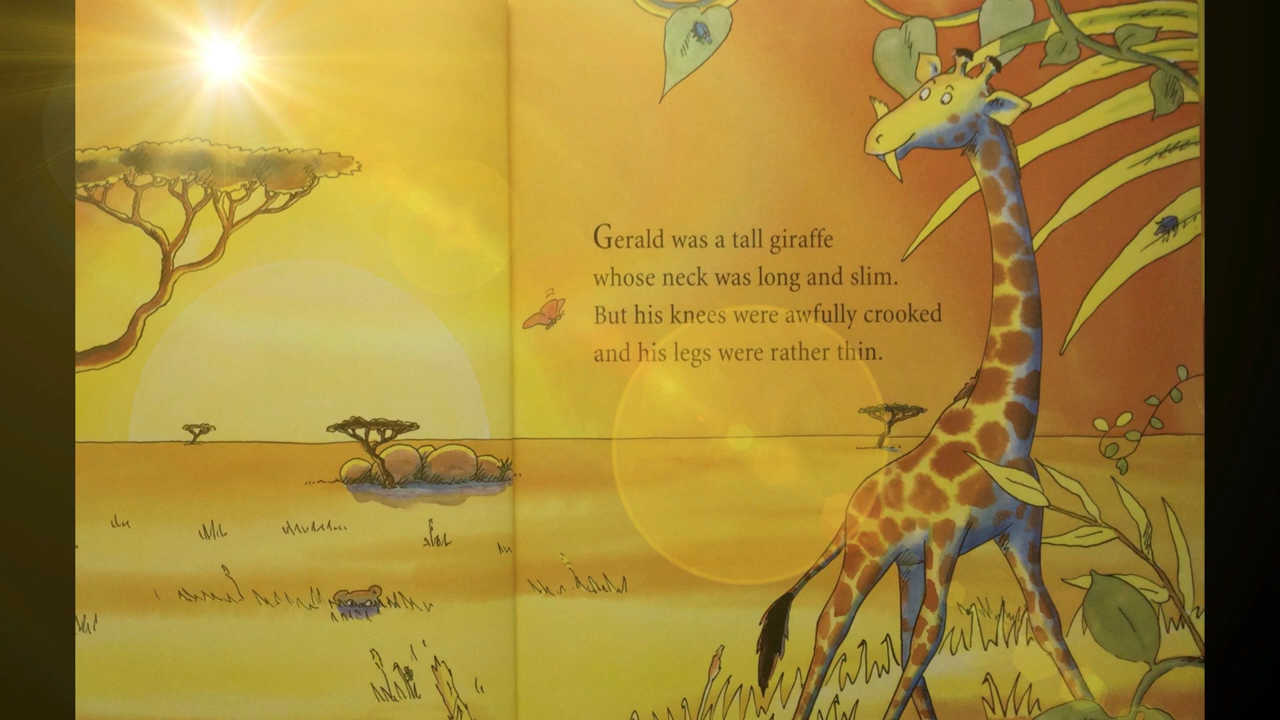 Gerald was a tall giraffe
whose neck was long and slim.
But his knees were awfully crooked
and his legs were rather thin.